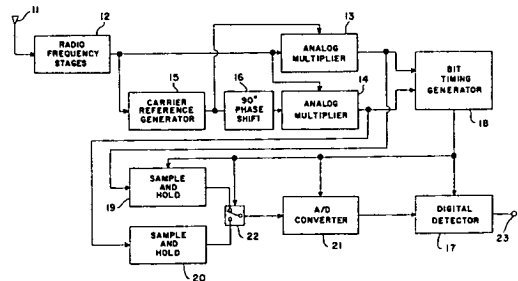 11
12
RADIO
FREQUENCY
STAGES
13
ANALOG
MULTIPLIER
15
CARRIER
REFERENCE
GENERATOR
16
90° PHASE
SHIFT
14
ANALOG
MULTIPLIER
BIT
TIMING
GENERATOR
18
SAMPLE
AND
HOLD
19
22
A/D
CONVERTER
21
DIGITAL
DETECTOR
17
23
SAMPLE
AND
HOLD
20